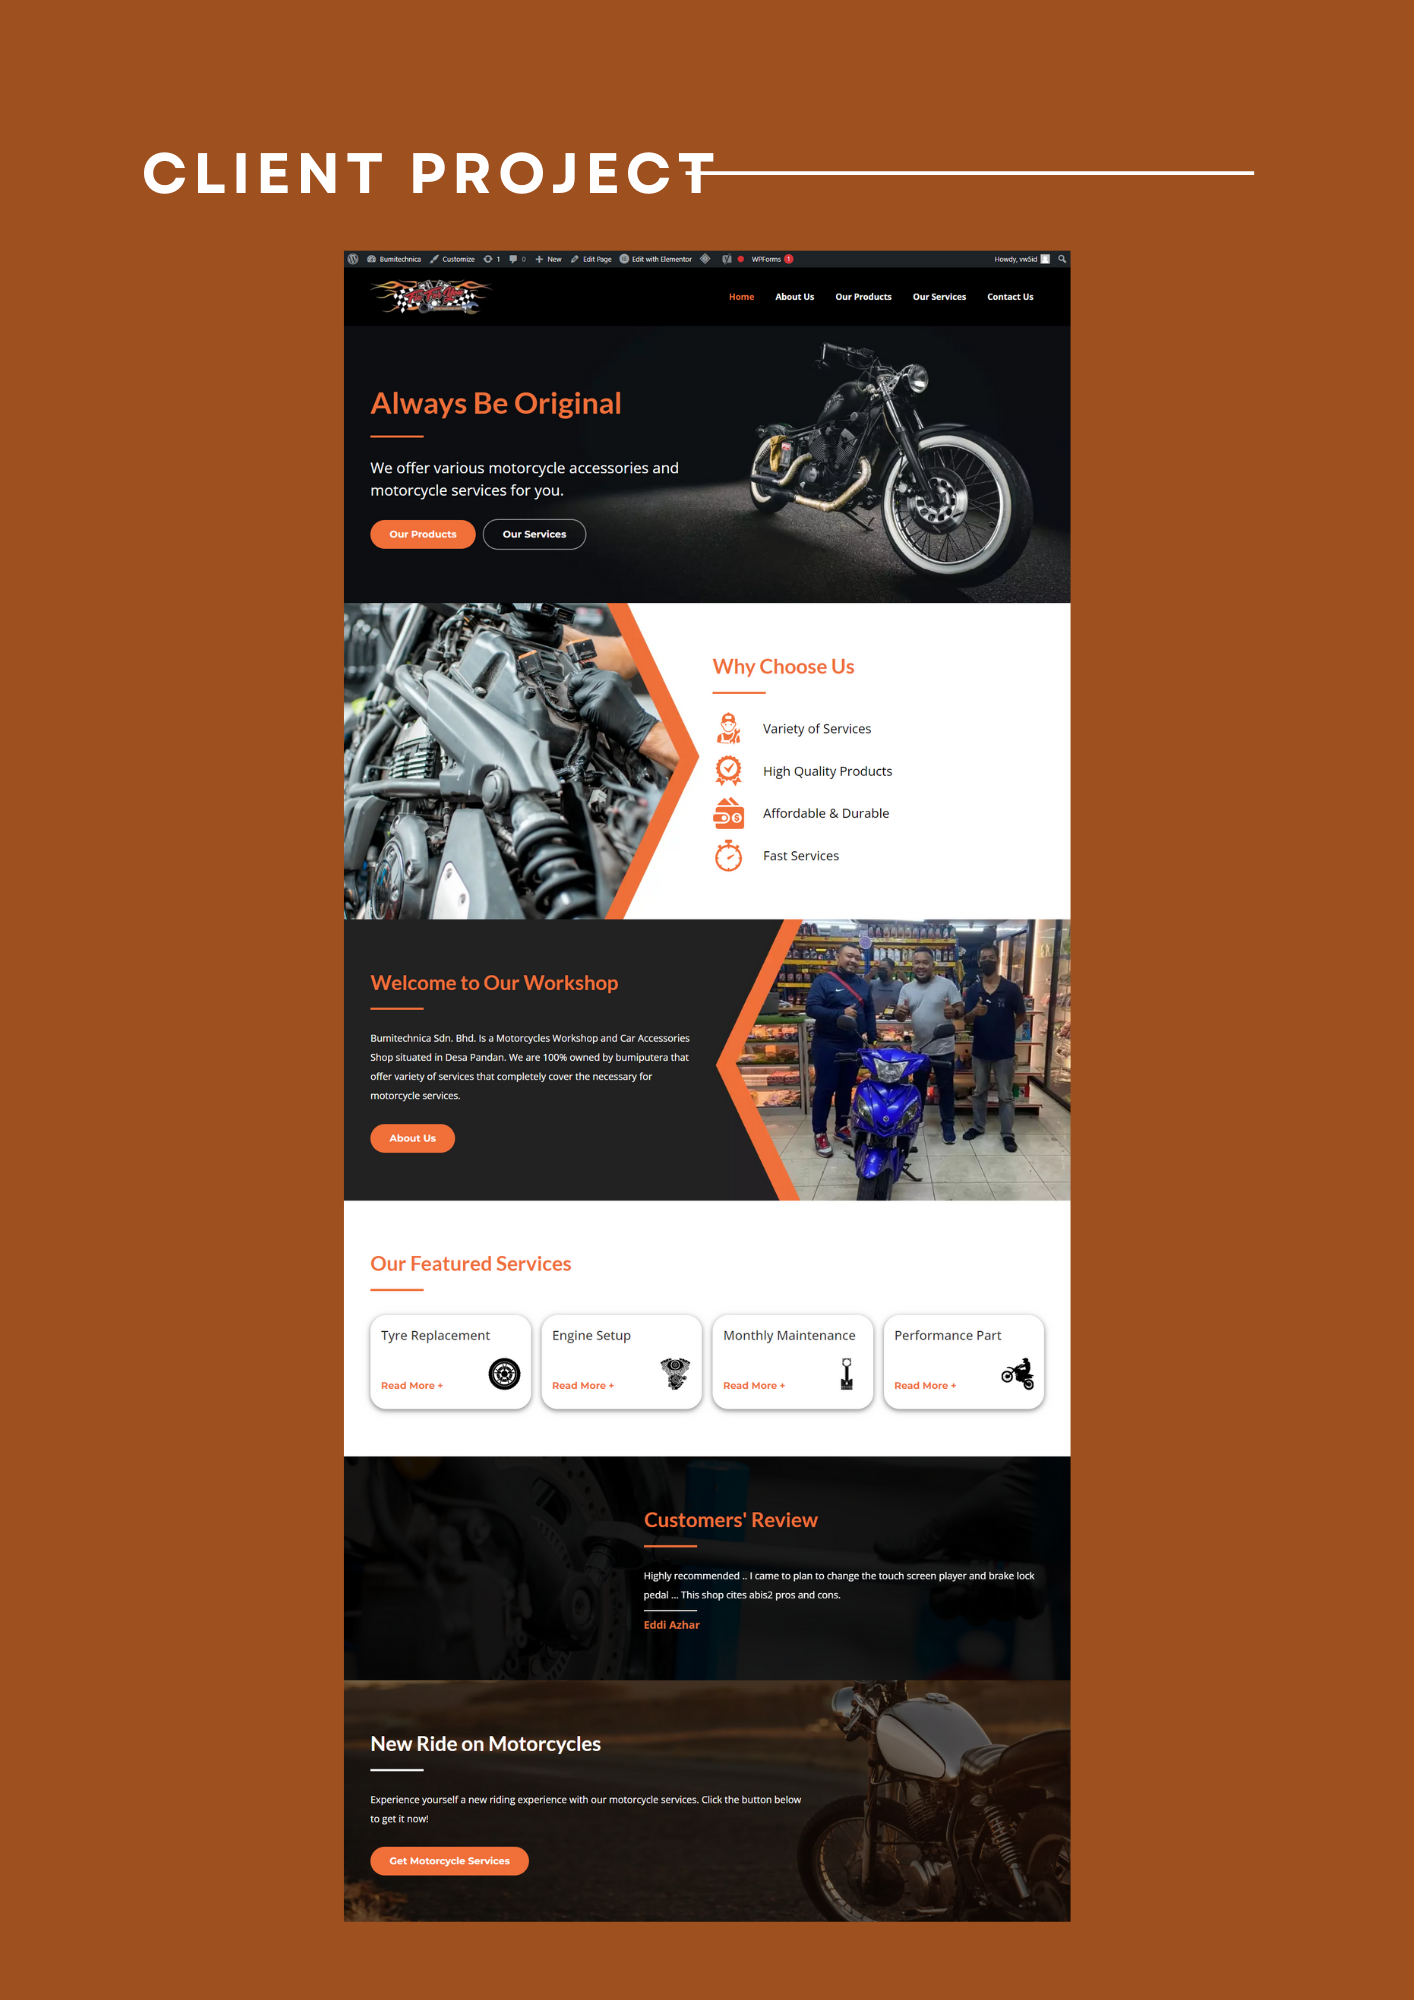 CLIENT PROJECT
Bumitechnica Customize 1 0 New Edit Page Edit with Elementor WPForms 1 Howdy, vw5id
Home About Us Our Products Our Services Contact Us
Always Be Original
We offer various motorcycle accessories and
motorcycle services for you.
Our Products Our Services
Why Choose Us
Variety of Services
High Quality Products
Affordable & Durable
Fast Services
Welcome to Our Workshop
Bumitechnica Sdn. Bhd. Is a Motorcycles Workshop and Car Accessories
Shop situated in Desa Pandan. We are 100% owned by bumiputera that
offer variety of services that completely cover the necessary for
motorcycle services.
About Us
Our Featured Services
Tyre Replacement
Read More +
Engine Setup
Read More +
Monthly Maintenance
Read More +
Performance Part
Read More +
Customers' Review
Highly recommended .. I came to plan to change the touch screen player and brake lock
pedal ... This shop cites abis2 pros and cons.
Eddi Azhar
New Ride on Motorcycles
Experience yourself a new riding experience with our motorcycle services. Click the button below
to get it now!
Get Motorcycle Services